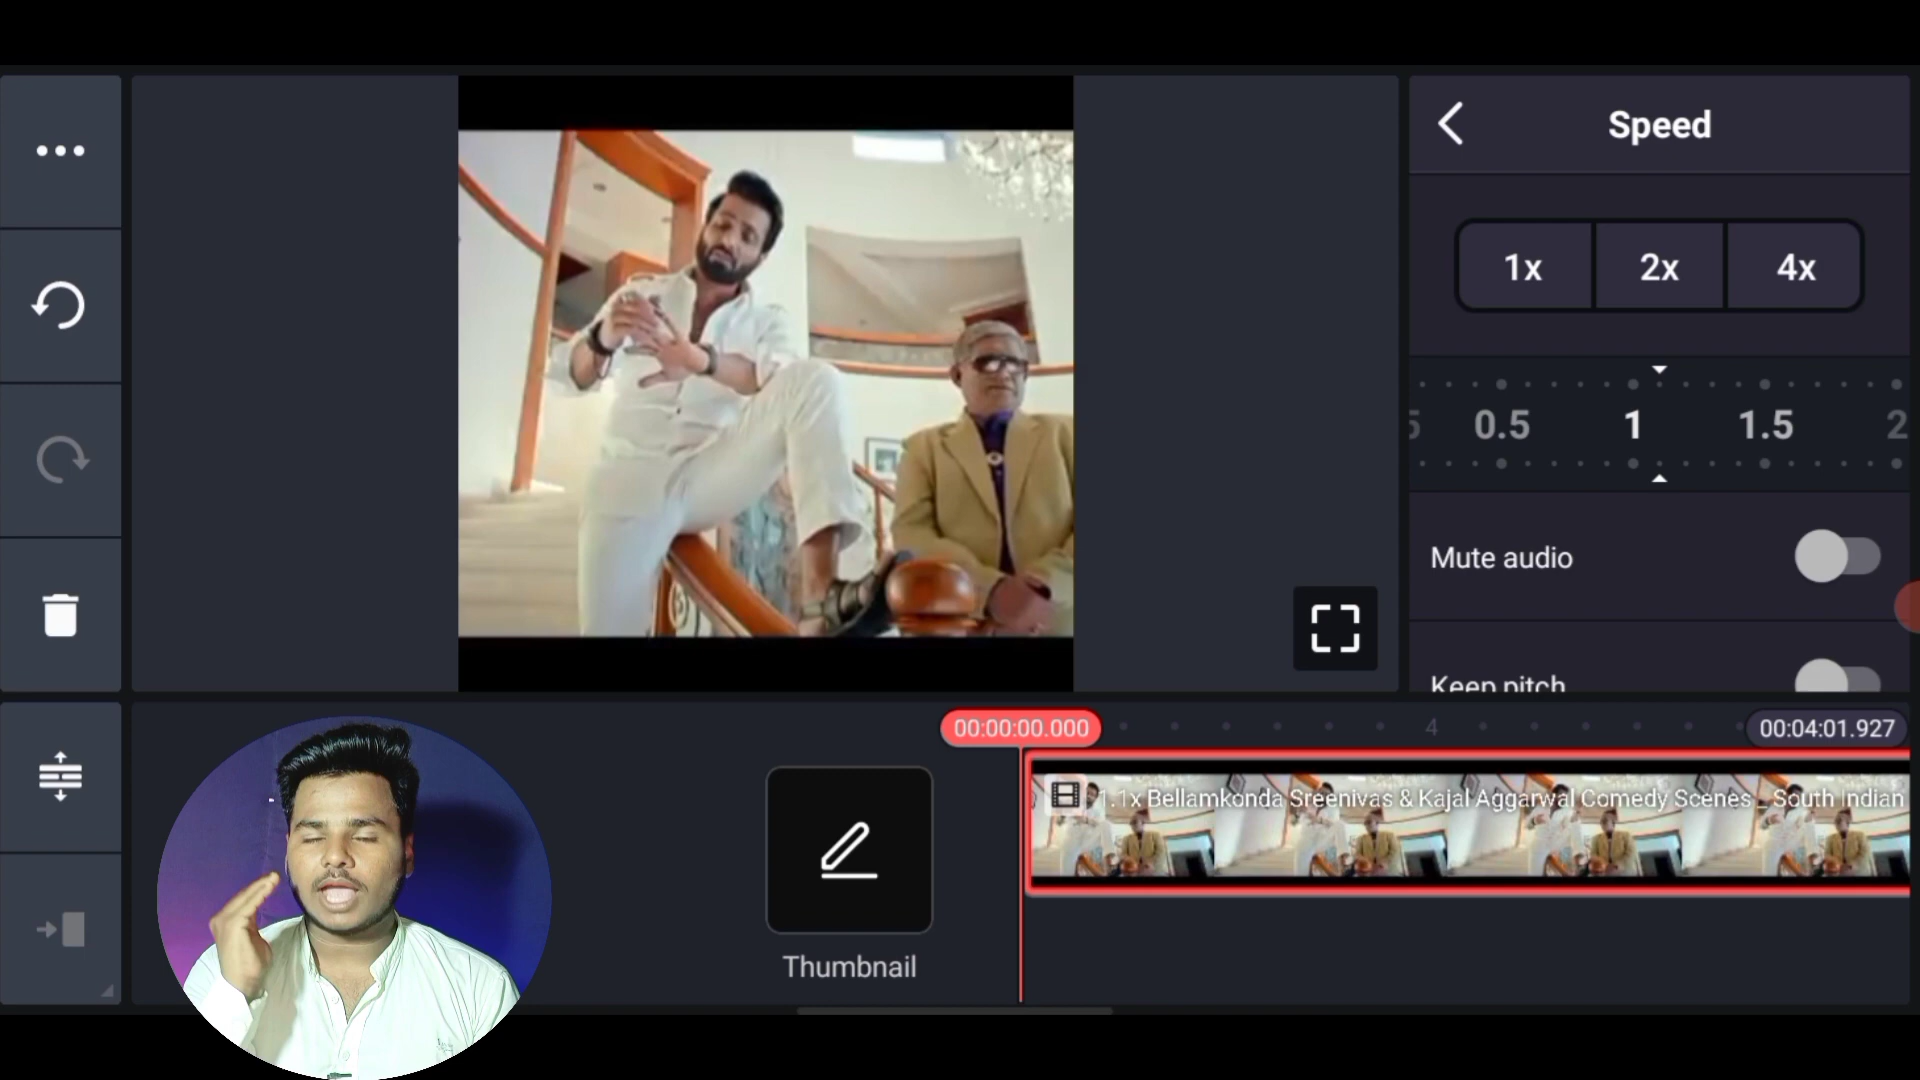 Speed
1x 2x 4x
5 0.5 1 1.5 2
Mute audio
Keep pitch
00:00:00.000 4 00:04:01.927
1.1x Bellamkonda Sreenivas & Kajal Aggarwal Comedy Scenes _ South Indian
Thumbnail